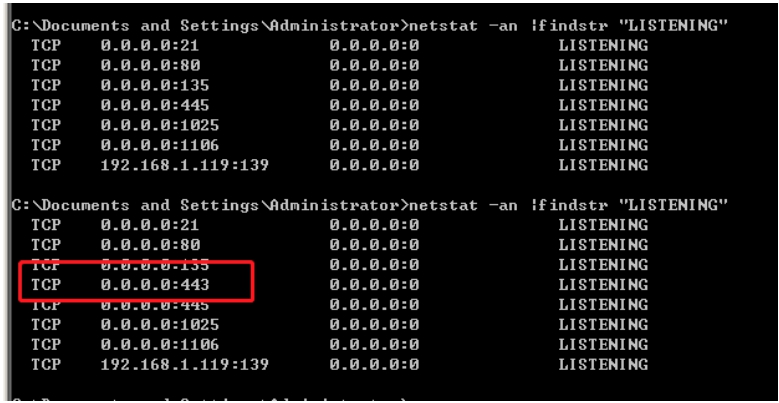 C:\Documents and Settings\Administrator>netstat -an |findstr "LISTENING"
TCP 0.0.0.0:21 0.0.0.0:0 LISTENING
TCP 0.0.0.0:80 0.0.0.0:0 LISTENING
TCP 0.0.0.0:135 0.0.0.0:0 LISTENING
TCP 0.0.0.0:445 0.0.0.0:0 LISTENING
TCP 0.0.0.0:1025 0.0.0.0:0 LISTENING
TCP 0.0.0.0:1106 0.0.0.0:0 LISTENING
TCP 192.168.1.119:139 0.0.0.0:0 LISTENING
C:\Documents and Settings\Administrator>netstat -an |findstr "LISTENING"
TCP 0.0.0.0:21 0.0.0.0:0 LISTENING
TCP 0.0.0.0:80 0.0.0.0:0 LISTENING
TCP 0.0.0.0:135 0.0.0.0:0 LISTENING
TCP 0.0.0.0:443 0.0.0.0:0 LISTENING
TCP 0.0.0.0:445 0.0.0.0:0 LISTENING
TCP 0.0.0.0:1025 0.0.0.0:0 LISTENING
TCP 0.0.0.0:1106 0.0.0.0:0 LISTENING
TCP 192.168.1.119:139 0.0.0.0:0 LISTENING